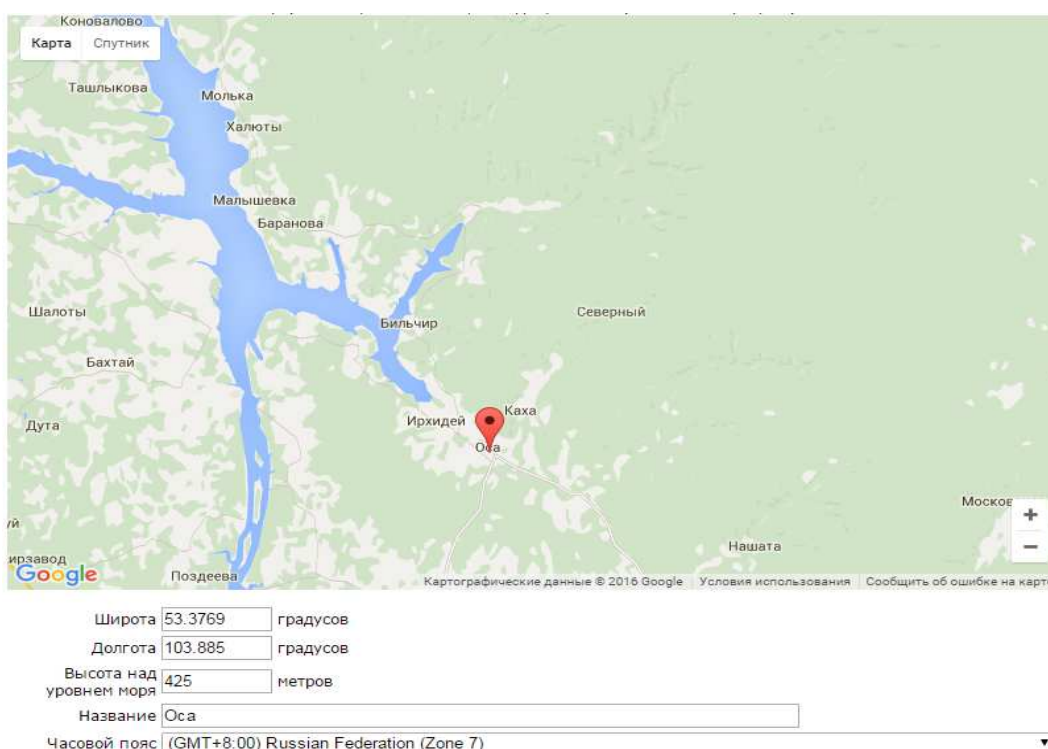 Коновалово
Карта Спутник
Ташлыкова
Молька
Халюты
Малышевка
Баранова
Шалоты
Бильчир
Северный
Бахтай
Каха
Ирхидей
Дута
Оса
Москов
+
Нашата
–
ирзавод
Google
Поздеева
Картографические данные © 2016 Google Условия использования Сообщить об ошибке на карт
Широта 53.3769 градусов
Долгота 103.885 градусов
Высота над
уровнем моря 425 метров
Название Оса
Часовой пояс (GMT+8:00) Russian Federation (Zone 7)